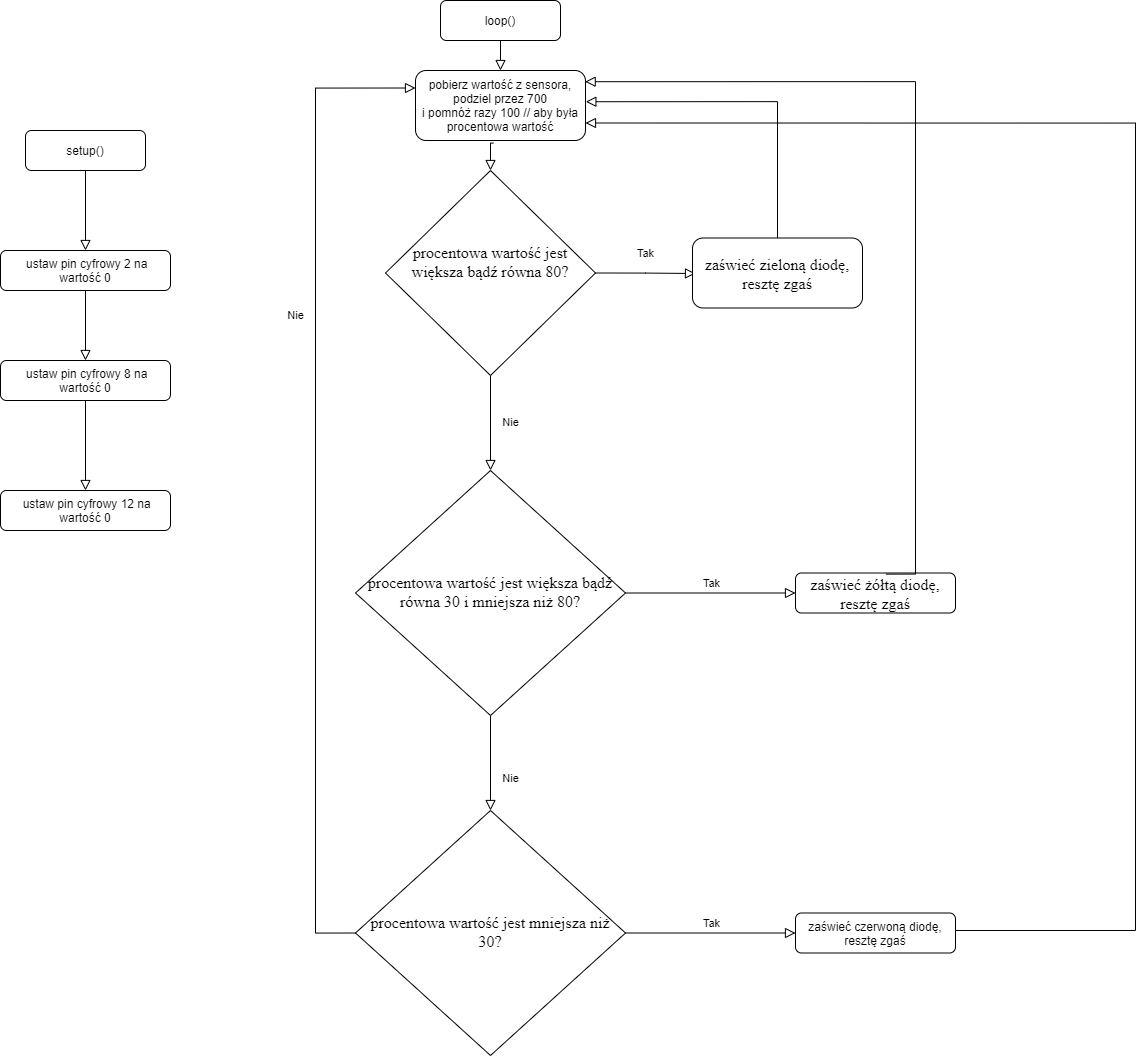 loop()
pobierz wartość z sensora,
podziel przez 700
i pomnóż razy 100 // aby była
procentowa wartość
setup()
ustaw pin cyfrowy 2 na
wartość 0
ustaw pin cyfrowy 8 na
wartość 0
ustaw pin cyfrowy 12 na
wartość 0
procentowa wartość jest
większa bądź równa 80?
Tak
zaświeć zieloną diodę,
resztę zgaś
Nie
Nie
procentowa wartość jest większa bądź
równa 30 i mniejsza niż 80?
Tak
zaświeć żółtą diodę,
resztę zgaś
Nie
procentowa wartość jest mniejsza niż
30?
Tak
zaświeć czerwoną diodę,
resztę zgaś